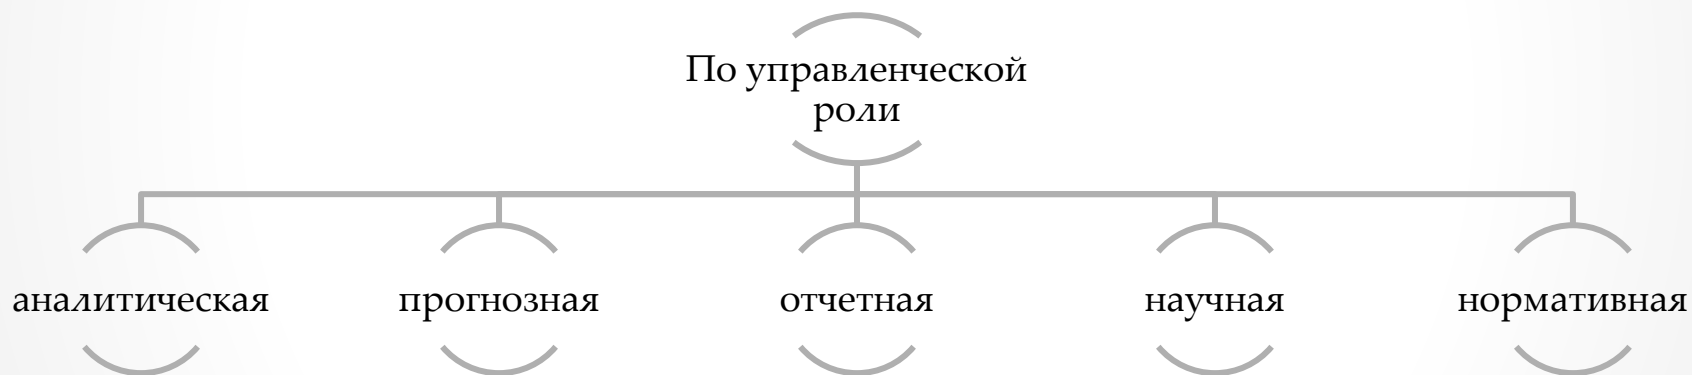 По управленческой
роли
аналитическая
прогнозная
отчетная
научная
нормативная